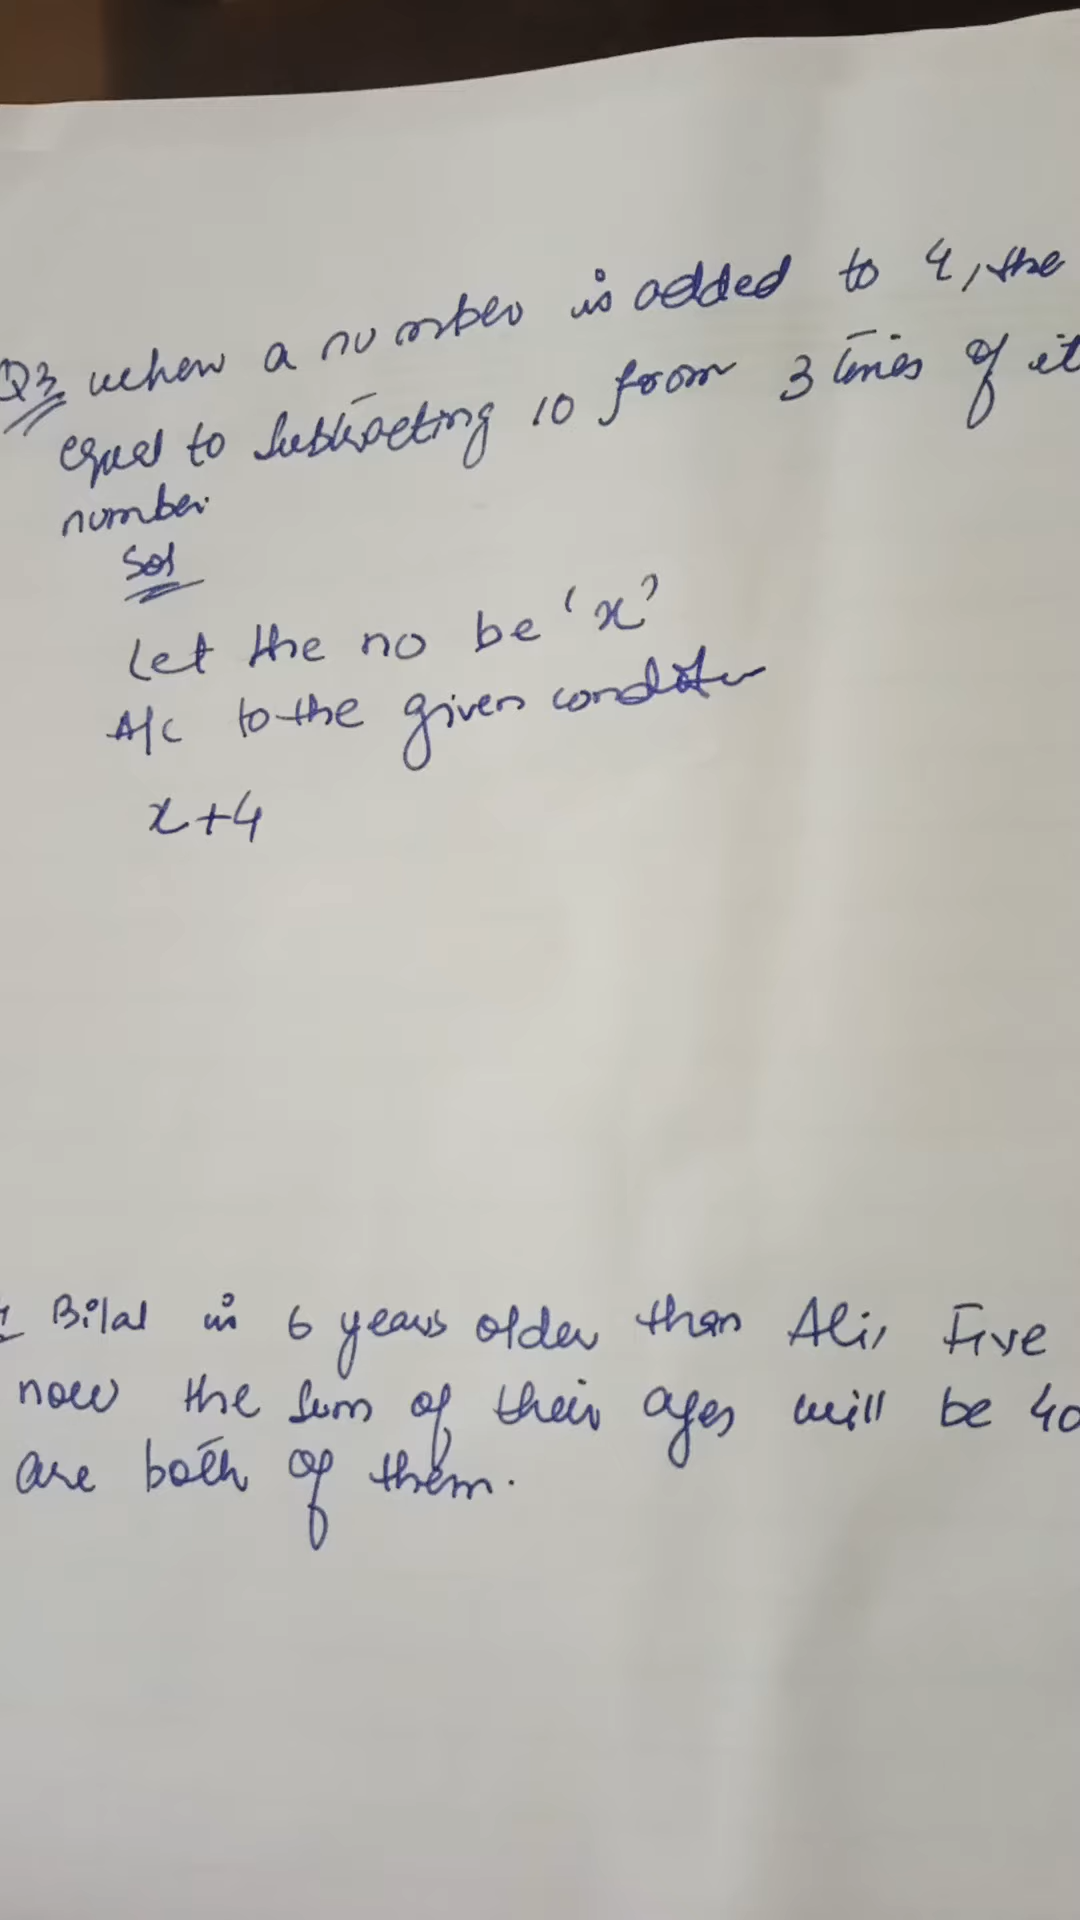 Q3 when a number is added to 4, the
equal to subtracting 10 from 3 times of it
number.
Sol
Let the no be 'x'
A/c to the given condition
x+4
Bilal is 6 years older than Ali, Five
now the sum of their ages will be 40
are both of them.